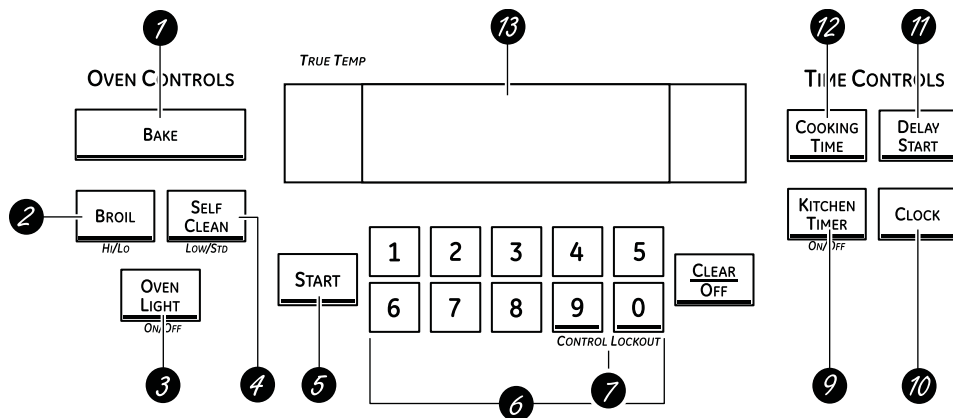 1
13
12
11
TRUE TEMP
OVEN CONTROLS
TIME CONTROLS
BAKE
COOKING
TIME
DELAY
START
2
BROIL
HI/LO
SELF
CLEAN
LOW/STD
KITCHEN
TIMER
ON/OFF
CLOCK
OVEN
LIGHT
ON/OFF
START
1 2 3 4 5
6 7 8 9 0
CONTROL LOCKOUT
CLEAR
OFF
3
4
5
6
7
9
10